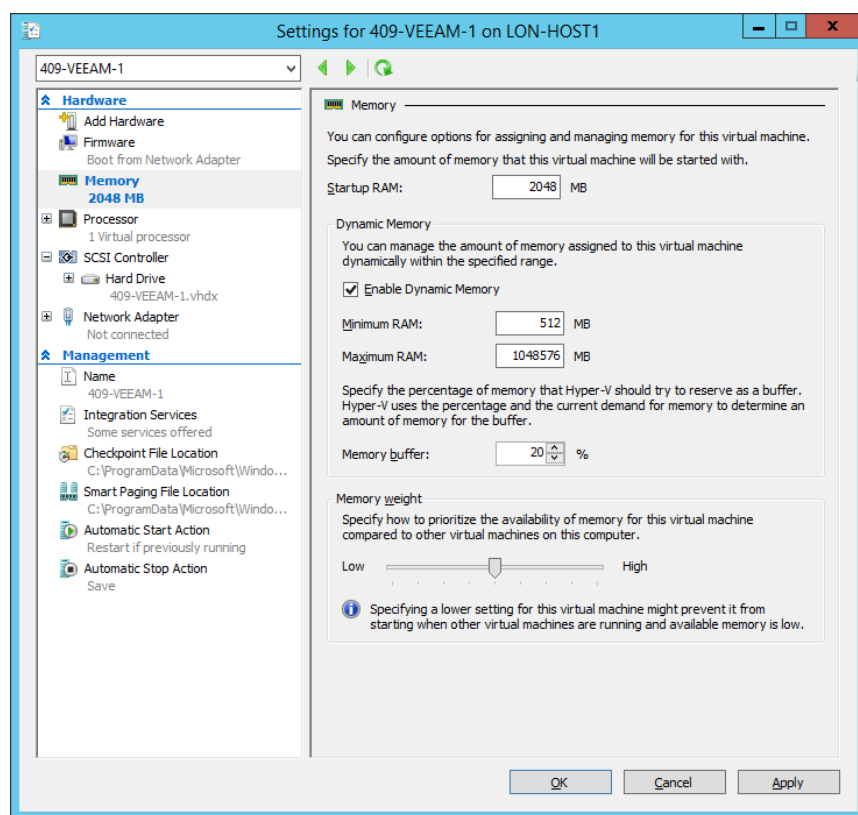 Settings for 409-VEEAM-1 on LON-HOST1
409-VEEAM-1
Hardware
Add Hardware
Firmware
Boot from Network Adapter
Memory
2048 MB
Processor
1 Virtual processor
SCSI Controller
Hard Drive
409-VEEAM-1.vhdx
Network Adapter
Not connected
Management
Name
409-VEEAM-1
Integration Services
Some services offered
Checkpoint File Location
C:\ProgramData\Microsoft\Windo...
Smart Paging File Location
C:\ProgramData\Microsoft\Windo...
Automatic Start Action
Restart if previously running
Automatic Stop Action
Save
Memory
You can configure options for assigning and managing memory for this virtual machine.
Specify the amount of memory that this virtual machine will be started with.
Startup RAM: 2048 MB
Dynamic Memory
You can manage the amount of memory assigned to this virtual machine
dynamically within the specified range.
Enable Dynamic Memory
Minimum RAM: 512 MB
Maximum RAM: 1048576 MB
Specify the percentage of memory that Hyper-V should try to reserve as a buffer.
Hyper-V uses the percentage and the current demand for memory to determine an
amount of memory for the buffer.
Memory buffer: 20 %
Memory weight
Specify how to prioritize the availability of memory for this virtual machine
compared to other virtual machines on this computer.
Low High
Specifying a lower setting for this virtual machine might prevent it from
starting when other virtual machines are running and available memory is low.
OK Cancel Apply